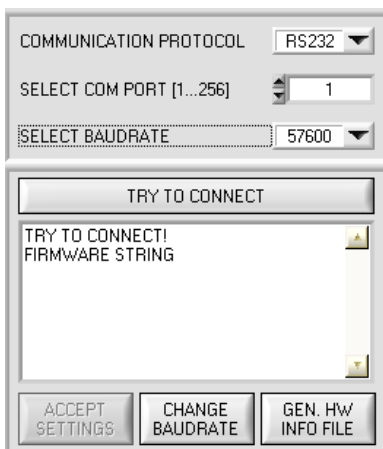 COMMUNICATION PROTOCOL RS232
SELECT COM PORT [1...256] 1
SELECT BAUDRATE 57600
TRY TO CONNECT
TRY TO CONNECT!
FIRMWARE STRING
ACCEPT SETTINGS
CHANGE BAUDRATE
GEN. HW INFO FILE